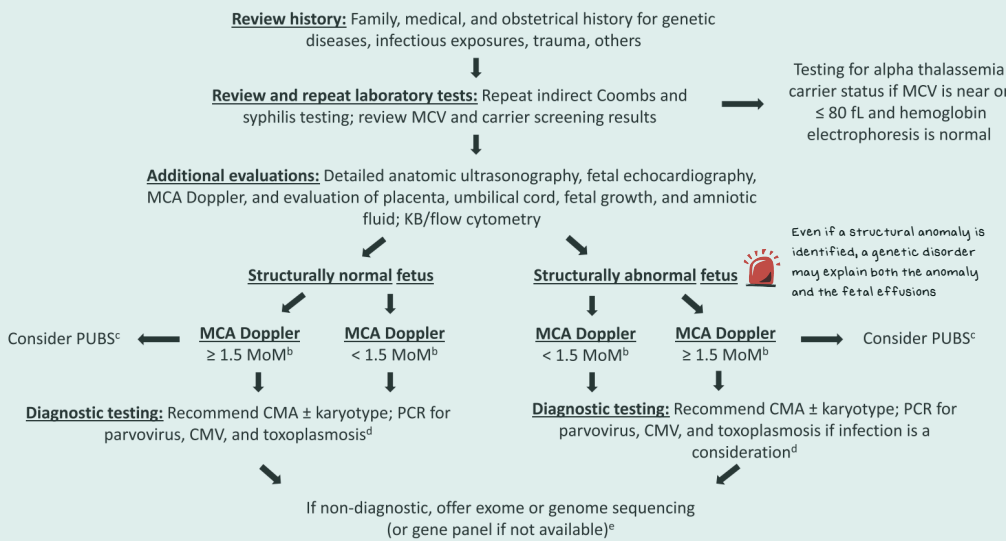 Review history: Family, medical, and obstetrical history for genetic
diseases, infectious exposures, trauma, others
Review and repeat laboratory tests: Repeat indirect Coombs and
syphilis testing; review MCV and carrier screening results
Testing for alpha thalassemia
carrier status if MCV is near or
≤ 80 fL and hemoglobin
electrophoresis is normal
Additional evaluations: Detailed anatomic ultrasonography, fetal echocardiography,
MCA Doppler, and evaluation of placenta, umbilical cord, fetal growth, and amniotic
fluid; KB/flow cytometry
Structurally normal fetus
Structurally abnormal fetus
Even if a structural anomaly is
identified, a genetic disorder
may explain both the anomaly
and the fetal effusions
Consider PUBSᶜ
MCA Doppler
≥ 1.5 MoMᵇ
MCA Doppler
< 1.5 MoMᵇ
MCA Doppler
< 1.5 MoMᵇ
MCA Doppler
≥ 1.5 MoMᵇ
Consider PUBSᶜ
Diagnostic testing: Recommend CMA ± karyotype; PCR for
parvovirus, CMV, and toxoplasmosisᵈ
Diagnostic testing: Recommend CMA ± karyotype; PCR for
parvovirus, CMV, and toxoplasmosis if infection is a
considerationᵈ
If non-diagnostic, offer exome or genome sequencing
(or gene panel if not available)ᵉ